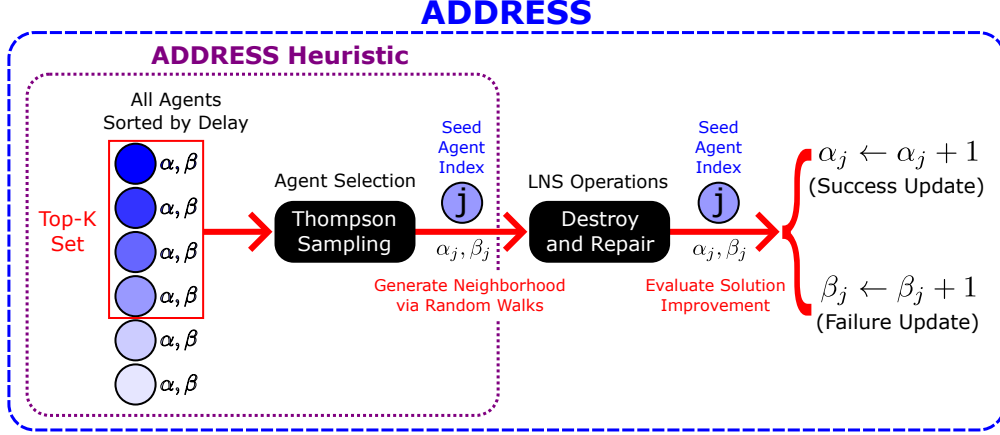 ADDRESS
ADDRESS Heuristic
All Agents
Sorted by Delay
α, β
α, β
α, β
α, β
α, β
α, β
Top-K
Set
Agent Selection
Thompson
Sampling
Seed
Agent
Index
j
α_j, β_j
Generate Neighborhood
via Random Walks
LNS Operations
Destroy
and Repair
Seed
Agent
Index
j
α_j, β_j
Evaluate Solution
Improvement
α_j ← α_j + 1
(Success Update)
β_j ← β_j + 1
(Failure Update)